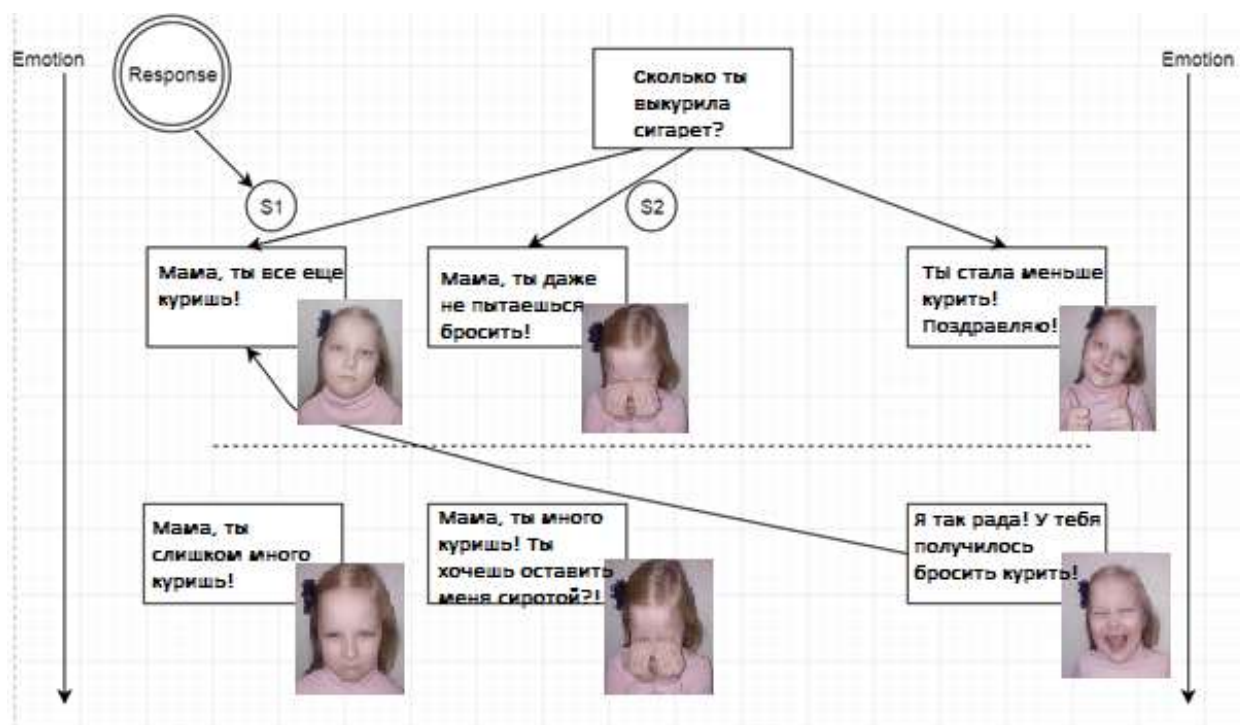 Emotion
Response
Сколько ты
выкурила
сигарет?
Emotion
S1
S2
Мама, ты все еще
куришь!
Мама, ты даже
не пытаешься
бросить!
ТЫ стала меньше
курить!
Поздравляю!
Мама, ты
слишком много
куришь!
Мама, ты много
куришь! Ты
хочешь оставить
меня сиротой?!
Я так рада! У тебя
получилось
бросить курить!